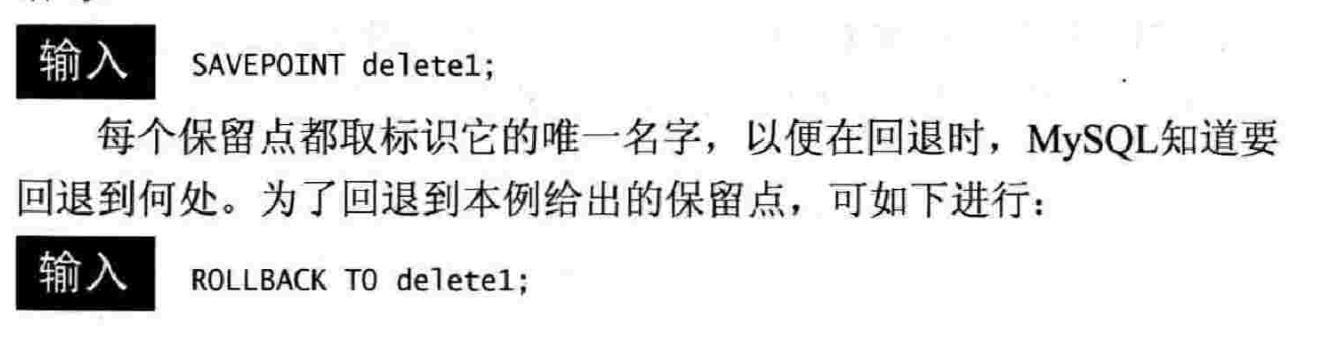 输入 SAVEPOINT delete1;
每个保留点都取标识它的唯一名字，以便在回退时，MySQL知道要
回退到何处。为了回退到本例给出的保留点，可如下进行：
输入 ROLLBACK TO delete1;